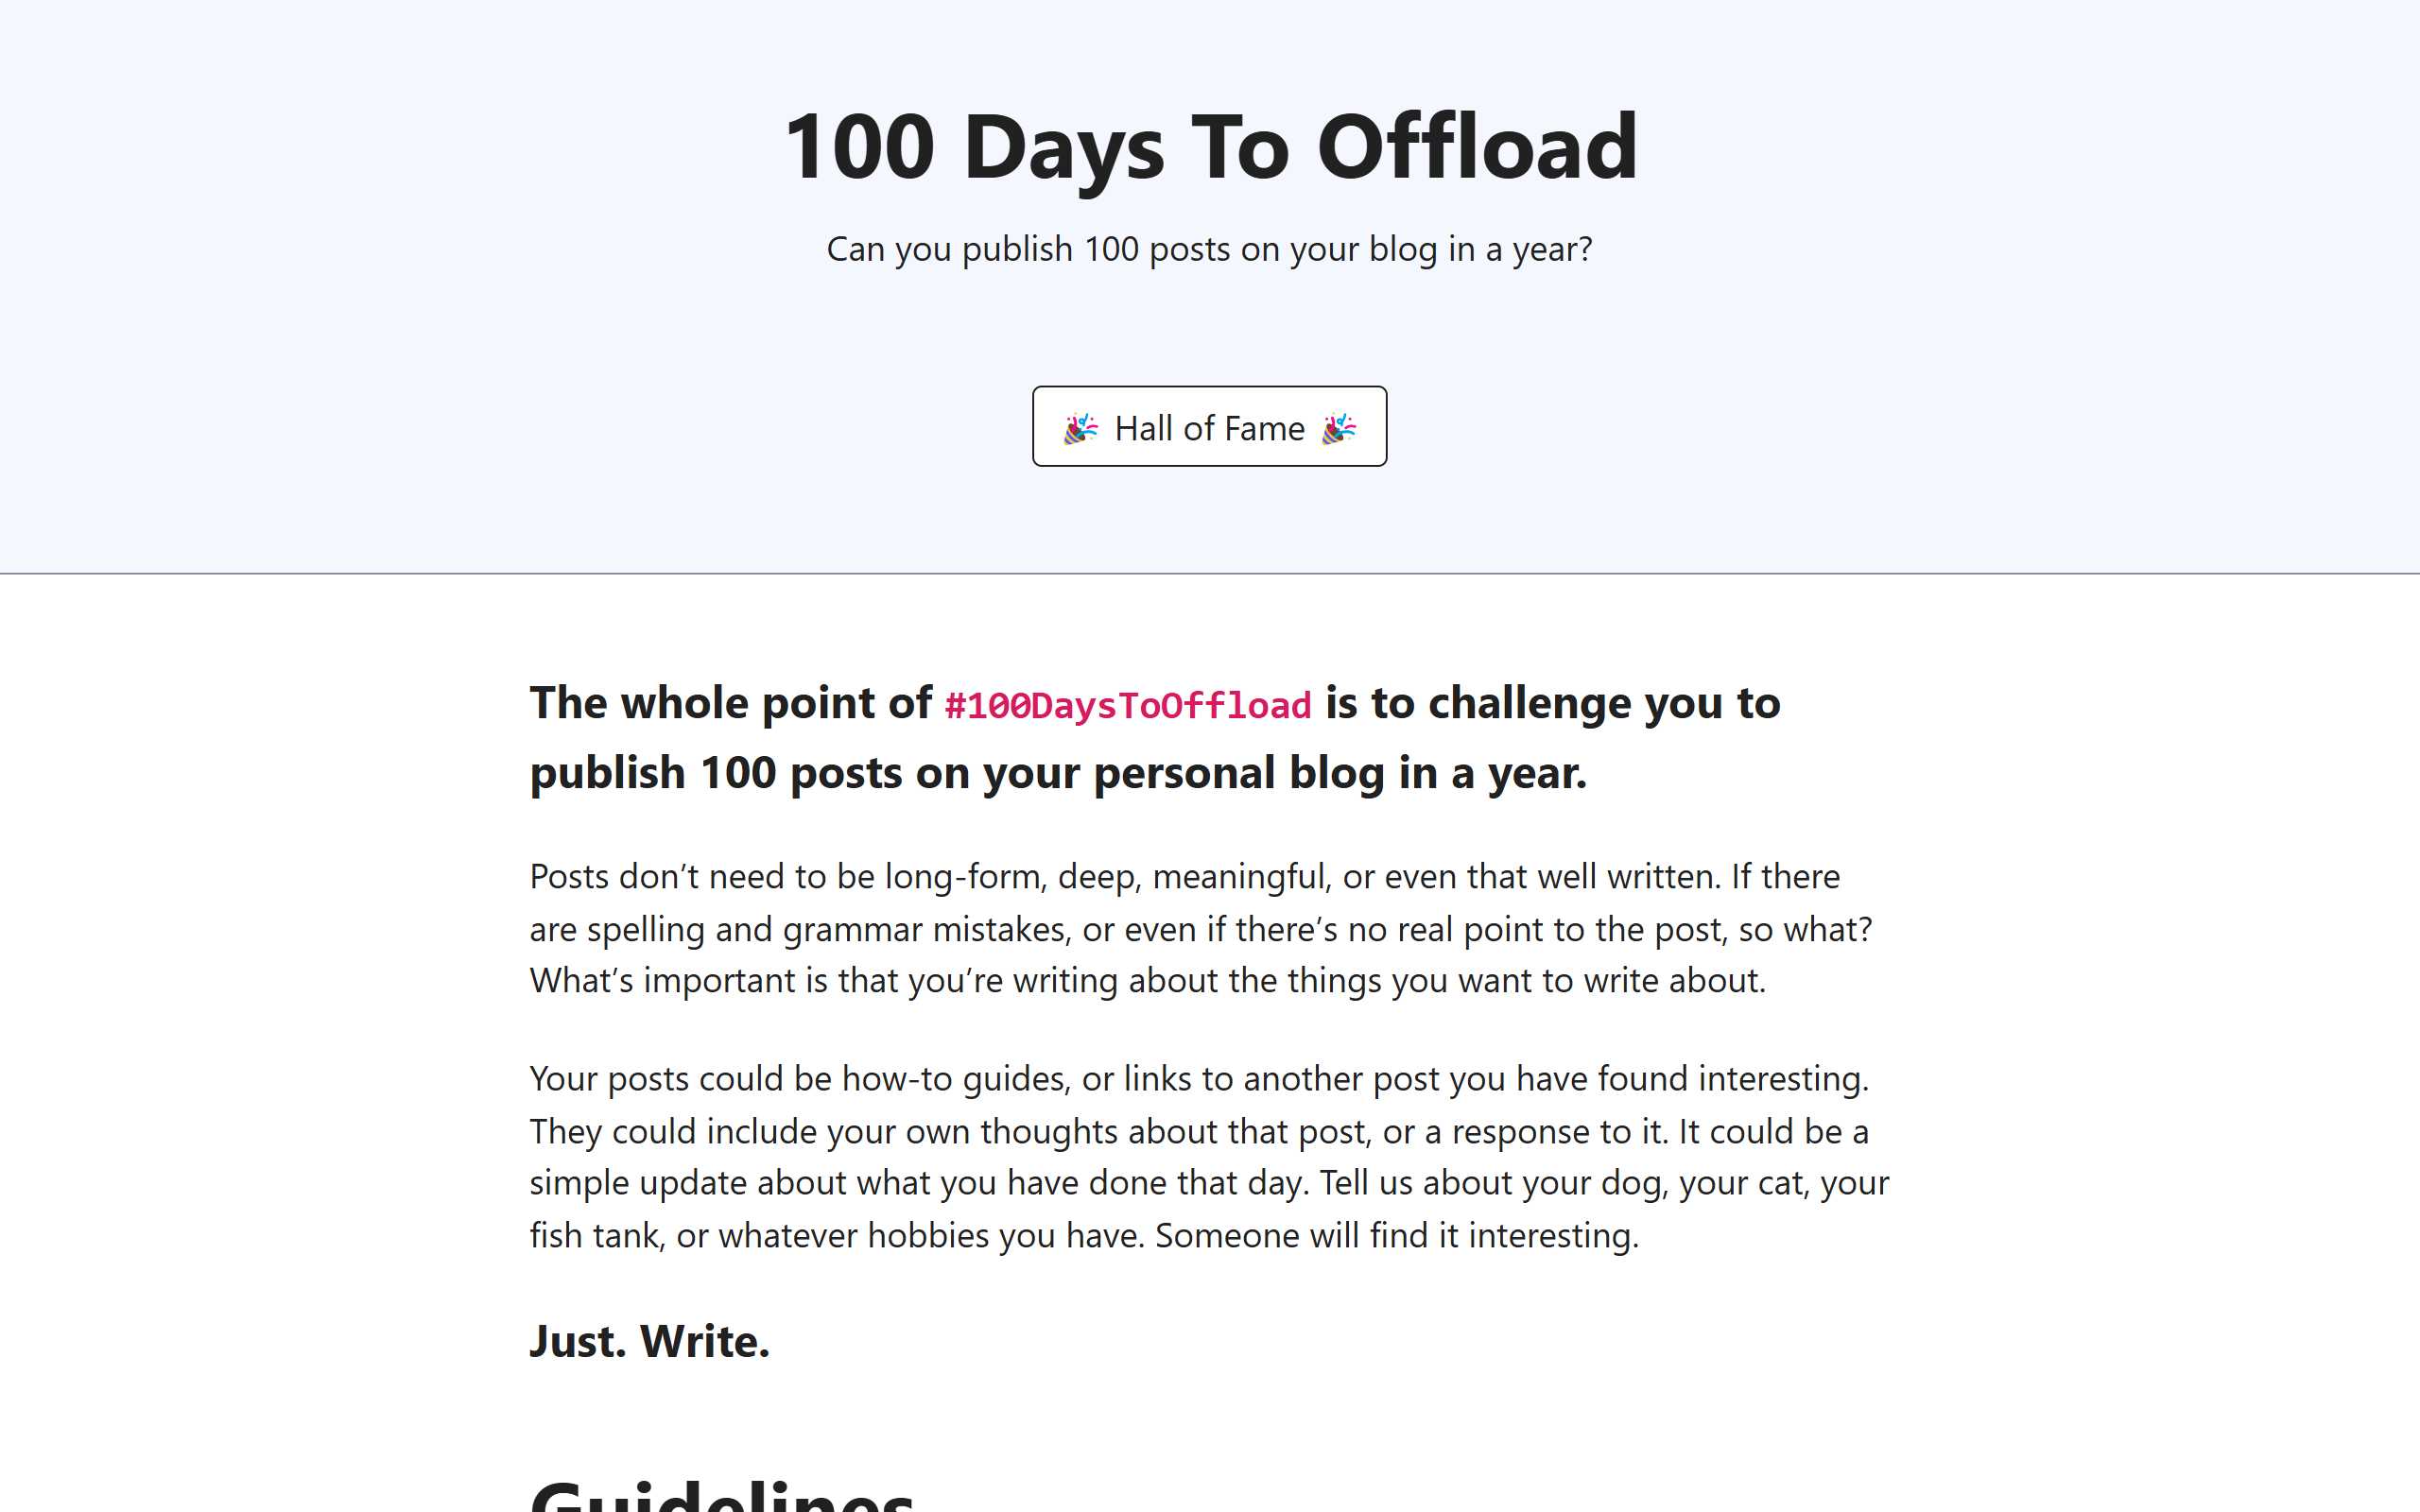 100 Days To Offload
Can you publish 100 posts on your blog in a year?
🎉 Hall of Fame 🎉
The whole point of #100DaysToOffload is to challenge you to
publish 100 posts on your personal blog in a year.
Posts don’t need to be long-form, deep, meaningful, or even that well written. If there
are spelling and grammar mistakes, or even if there’s no real point to the post, so what?
What’s important is that you’re writing about the things you want to write about.
Your posts could be how-to guides, or links to another post you have found interesting.
They could include your own thoughts about that post, or a response to it. It could be a
simple update about what you have done that day. Tell us about your dog, your cat, your
fish tank, or whatever hobbies you have. Someone will find it interesting.
Just. Write.
Guidelines